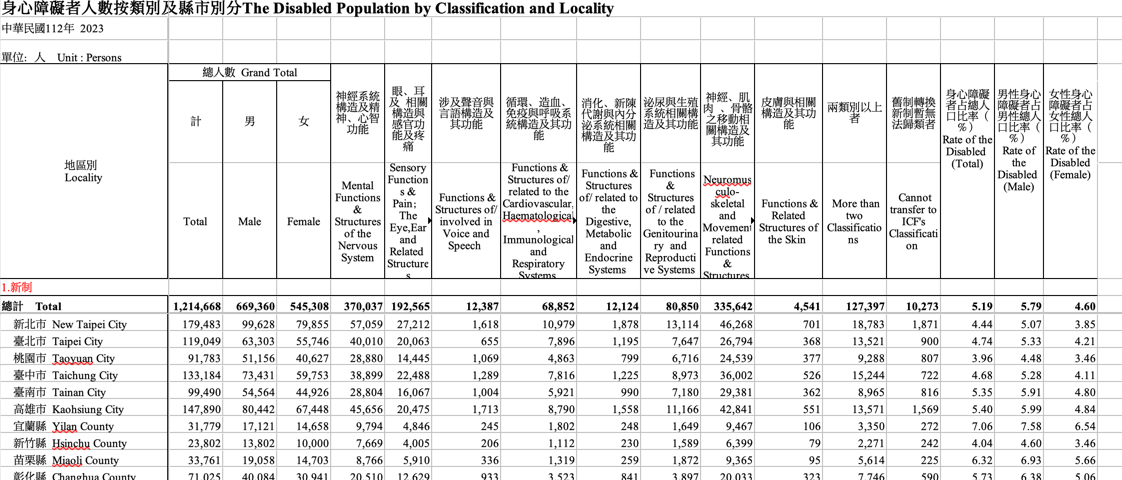 身心障礙者人數按類別及縣市別分The Disabled Population by Classification and Locality
中華民國112年 2023
單位: 人 Unit : Persons
地區別
Locality
總人數 Grand Total
計
男
女
Total
Male
Female
神經系統
構造及精
神、心智
功能
Mental
Functions
&
Structures
of the
Nervous
System
眼、耳
及 相關
構造與
感官功
能及疼
痛
Sensory
Function
s &
Pain;
The
Eye,Ear
and
Related
Structure
s
涉及聲音與
言語構造及
其功能
Functions &
Structures of/
involved in
Voice and
Speech
循環、造血、
免疫與呼吸系
統構造及其功
能
Functions &
Structures of/
related to the
Cardiovascular,
Haematologica
,
Immunological
and
Respiratory
Systems
消化、新陳
代謝與內分
泌系統相關
構造及其功
能
Functions &
Structures
of/ related to
the
Digestive,
Metabolic
and
Endocrine
Systems
泌尿與生殖
系統相關構
造及其功能
Functions
&
Structures
of / related
to the
Genitourina
ry and
Reproducti
ve Systems
神經、肌
肉 、骨骼
之移動相
關構造及
其功能
Neuromus
culo-
skeletal
and
Movement
related
Functions
&
Structures
皮膚與相關
構造及其功
能
Functions &
Related
Structures of
the Skin
兩類別以上
者
More than
two
Classificatio
ns
舊制轉換
新制暫無
法歸類者
Cannot
transfer to
ICF's
Classificati
on
身心障礙
者占總人
口比率（
%）
Rate of the
Disabled
(Total)
男性身心
障礙者占
男性總人
口比率（
%）
Rate of
the
Disabled
(Male)
女性身心
障礙者占
女性總人
口比率（
%）
Rate of the
Disabled
(Female)
1.新制
總計 Total 1,214,668 669,360 545,308 370,037 192,565 12,387 68,852 12,124 80,850 335,642 4,541 127,397 10,273 5.19 5.79 4.60
新北市 New Taipei City 179,483 99,628 79,855 57,059 27,212 1,618 10,979 1,878 13,114 46,268 701 18,783 1,871 4.44 5.07 3.85
臺北市 Taipei City 119,049 63,303 55,746 40,010 20,063 655 7,896 1,195 7,647 26,794 368 13,521 900 4.74 5.33 4.21
桃園市 Taoyuan City 91,783 51,156 40,627 28,880 14,445 1,069 4,863 799 6,716 24,539 377 9,288 807 3.96 4.48 3.46
臺中市 Taichung City 133,184 73,431 59,753 38,899 22,488 1,289 7,816 1,225 8,973 36,002 526 15,244 722 4.68 5.28 4.11
臺南市 Tainan City 99,490 54,564 44,926 28,804 16,067 1,004 5,921 990 7,180 29,381 362 8,965 816 5.35 5.91 4.80
高雄市 Kaohsiung City 147,890 80,442 67,448 45,656 20,475 1,713 8,790 1,558 11,166 42,841 551 13,571 1,569 5.40 5.99 4.84
宜蘭縣 Yilan County 31,779 17,121 14,658 9,794 4,846 245 1,802 248 1,649 9,467 106 3,350 272 7.06 7.58 6.54
新竹縣 Hsinchu County 23,802 13,802 10,000 7,669 4,005 206 1,112 230 1,589 6,399 79 2,271 242 4.04 4.60 3.46
苗栗縣 Miaoli County 33,761 19,058 14,703 8,766 5,910 336 1,319 259 1,872 9,365 95 5,614 225 6.32 6.93 5.66
彰化縣 Changhua County 71,025 40,084 30,941 20,510 12,629 933 3,523 841 3,897 20,033 323 7,746 590 5.73 6.38 5.06